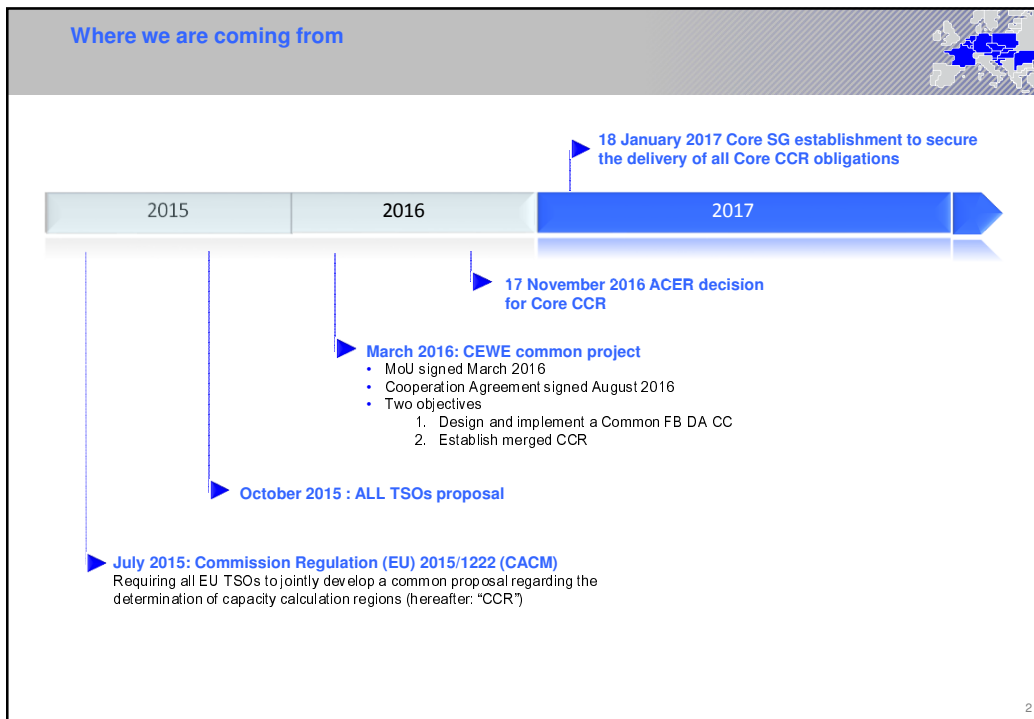 Where we are coming from
18 January 2017 Core SG establishment to secure
the delivery of all Core CCR obligations
2015
2016
2017
17 November 2016 ACER decision
for Core CCR
March 2016: CEWE common project
• MoU signed March 2016
• Cooperation Agreement signed August 2016
• Two objectives
1. Design and implement a Common FB DA CC
2. Establish merged CCR
October 2015 : ALL TSOs proposal
July 2015: Commission Regulation (EU) 2015/1222 (CACM)
Requiring all EU TSOs to jointly develop a common proposal regarding the
determination of capacity calculation regions (hereafter: “CCR”)
2